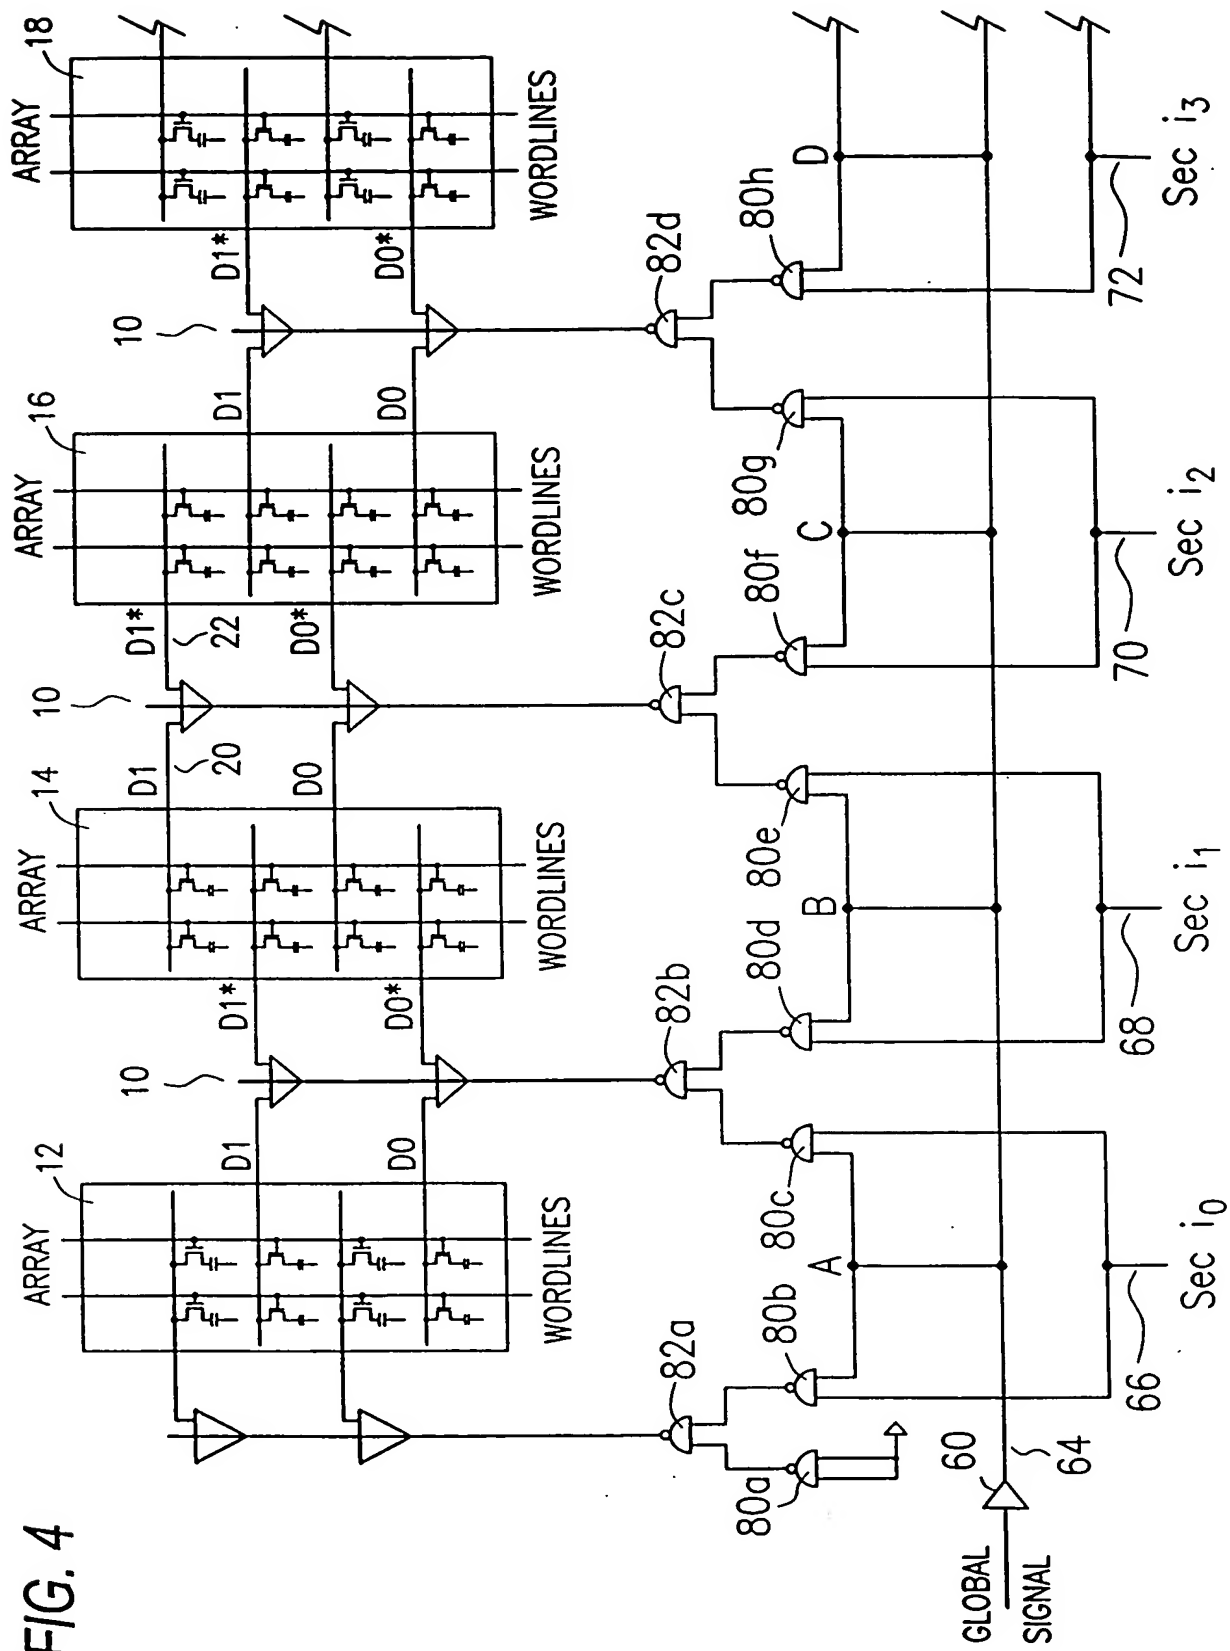 FIG. 4
ARRAY
12
ARRAY
14
ARRAY
16
ARRAY
18
10
10
10
D1
D1*
D1
D1*
D1
D1*
20
22
D0
D0*
D0
D0*
D0
D0*
WORDLINES
WORDLINES
WORDLINES
WORDLINES
82a
82b
82c
82d
80a
80b
80c
80d
80e
80f
80g
80h
A
B
C
D
GLOBAL
SIGNAL
60
64
66
68
70
72
Sec i0
Sec i1
Sec i2
Sec i3